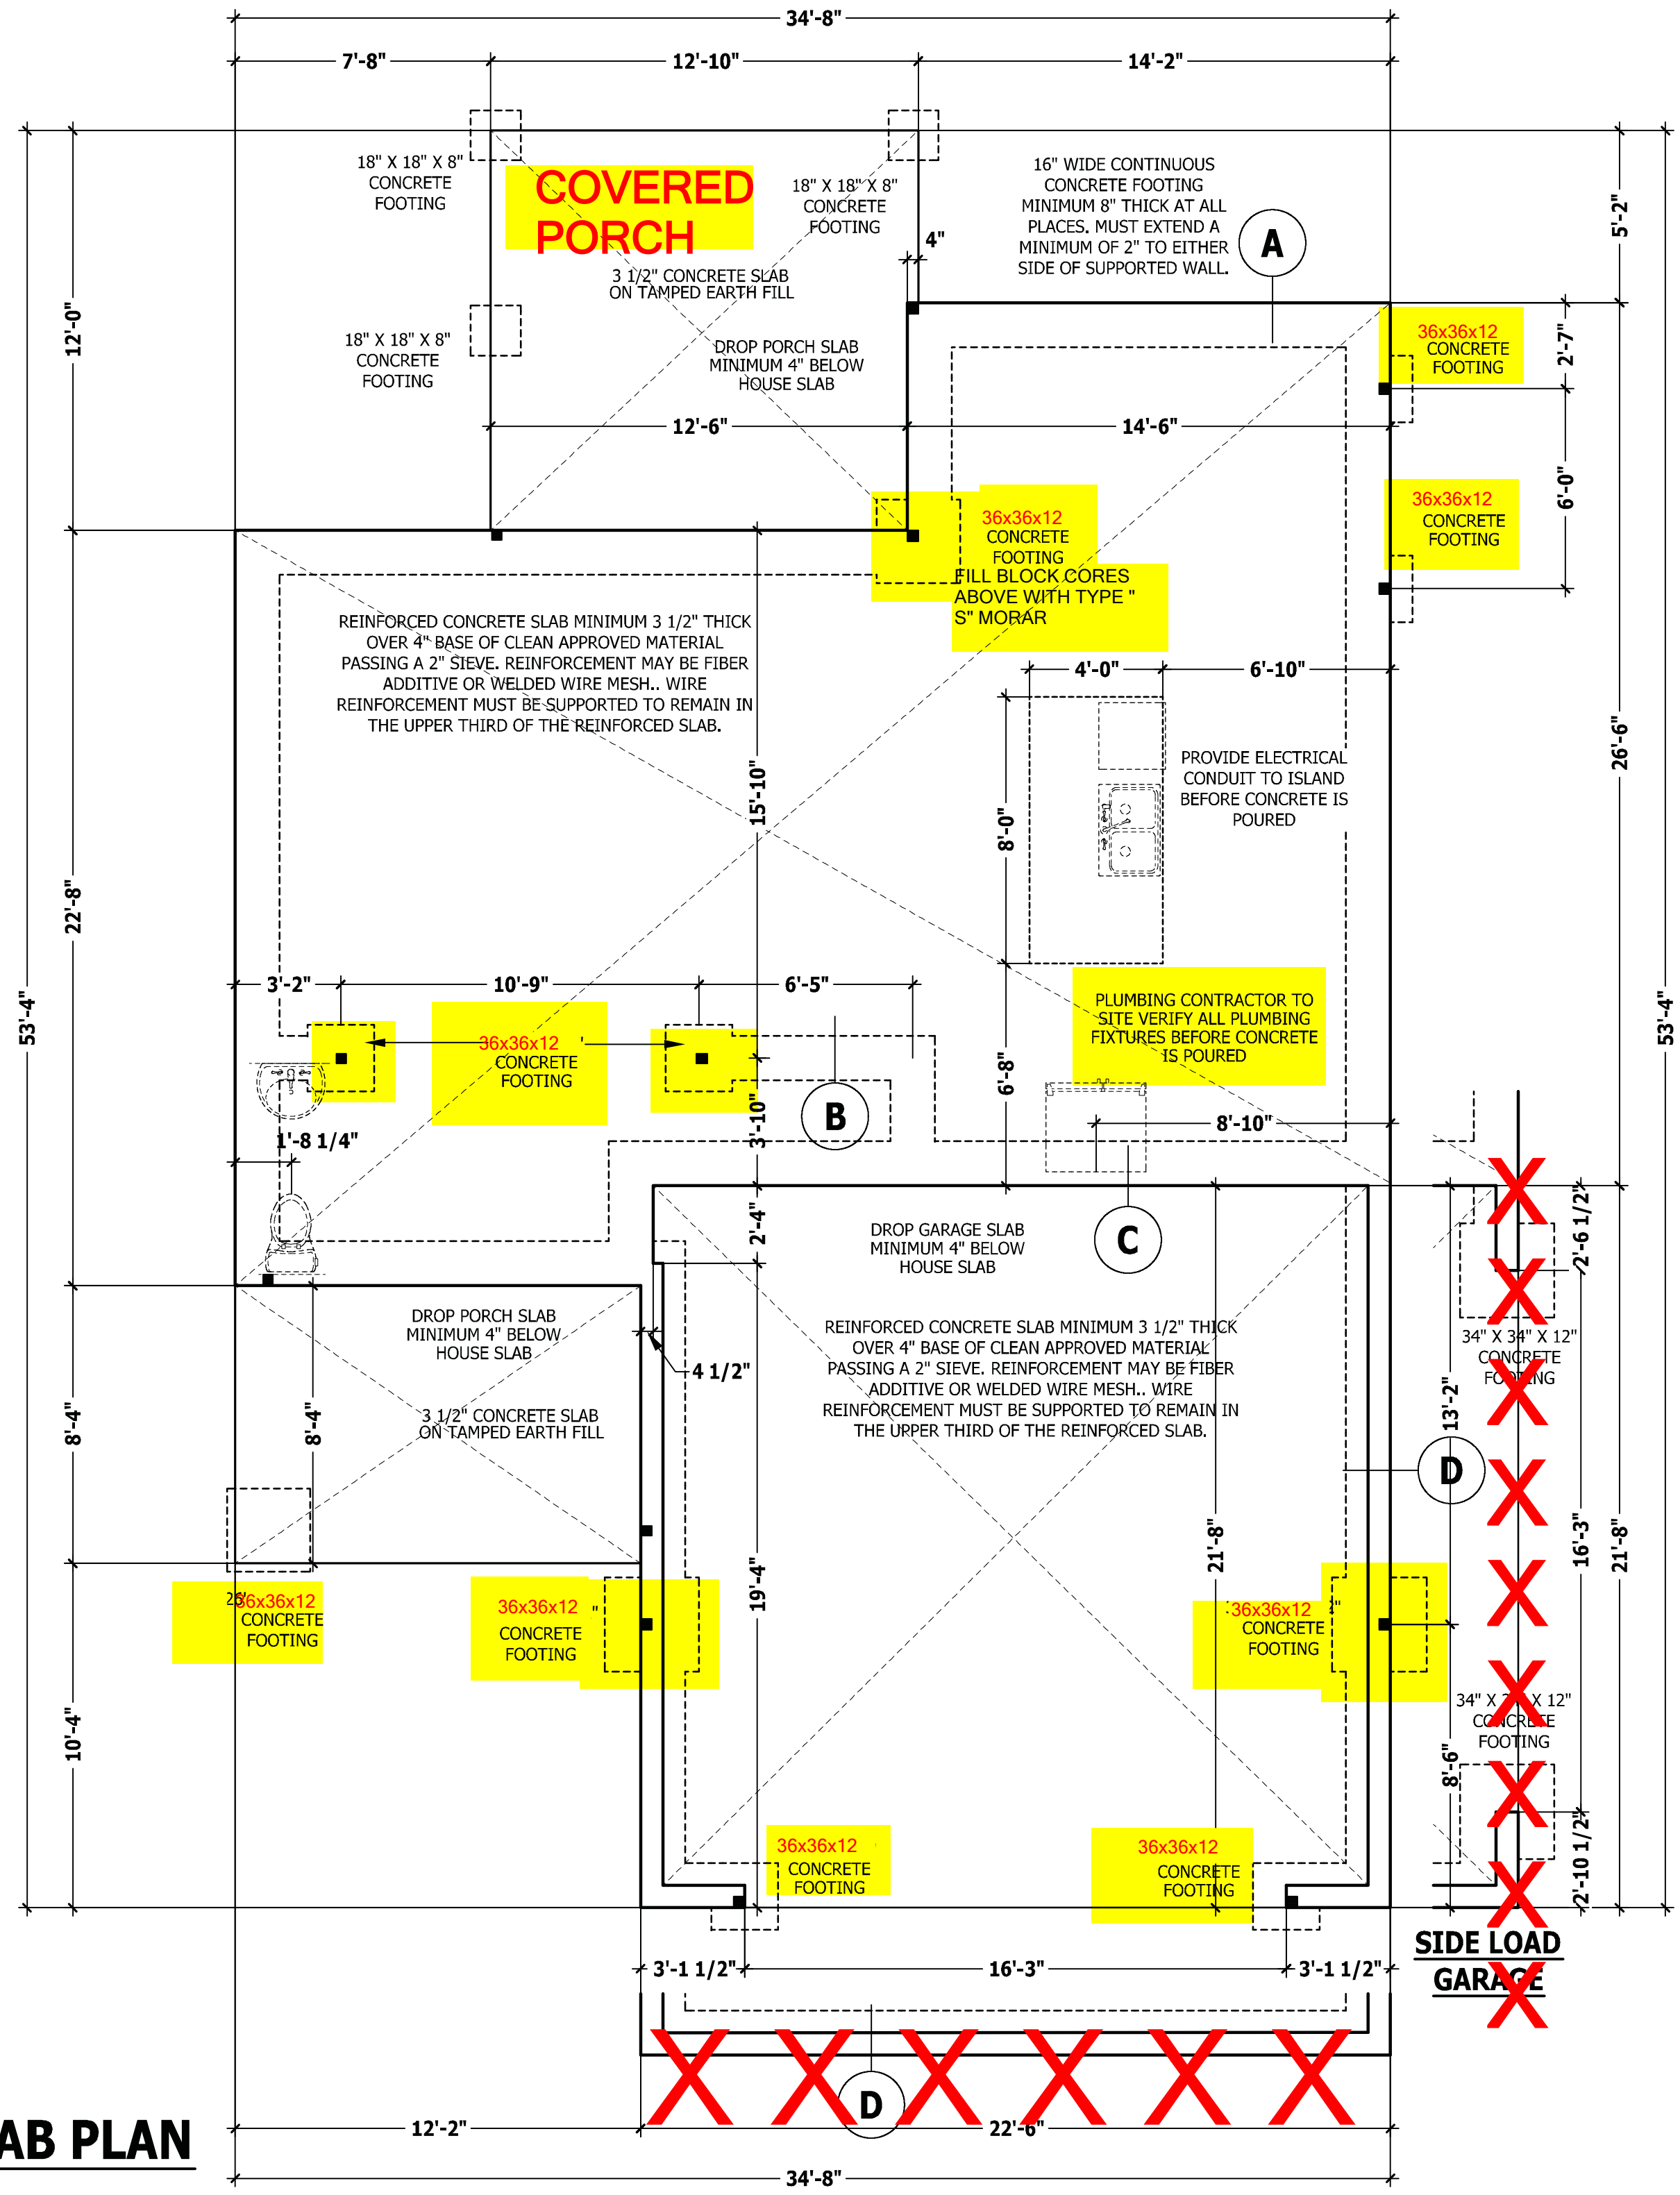 34'-8"
7'-8"
12'-10"
14'-2"
18" X 18" X 8"
CONCRETE
FOOTING
COVERED
PORCH
18" X 18" X 8"
CONCRETE
FOOTING
16" WIDE CONTINUOUS
CONCRETE FOOTING
MINIMUM 8" THICK AT ALL
PLACES. MUST EXTEND A
MINIMUM OF 2" TO EITHER
SIDE OF SUPPORTED WALL.
A
5'-2"
4"
3 1/2" CONCRETE SLAB
ON TAMPED EARTH FILL
12'-0"
18" X 18" X 8"
CONCRETE
FOOTING
DROP PORCH SLAB
MINIMUM 4" BELOW
HOUSE SLAB
36x36x12
CONCRETE
FOOTING
2'-7"
12'-6"
14'-6"
36x36x12
CONCRETE
FOOTING
6'-0"
36x36x12
CONCRETE
FOOTING
FILL BLOCK CORES
ABOVE WITH TYPE "
S" MORAR
REINFORCED CONCRETE SLAB MINIMUM 3 1/2" THICK
OVER 4" BASE OF CLEAN APPROVED MATERIAL
PASSING A 2" SIEVE. REINFORCEMENT MAY BE FIBER
ADDITIVE OR WELDED WIRE MESH.. WIRE
REINFORCEMENT MUST BE SUPPORTED TO REMAIN IN
THE UPPER THIRD OF THE REINFORCED SLAB.
4'-0"
6'-10"
26'-6"
15'-10"
8'-0"
PROVIDE ELECTRICAL
CONDUIT TO ISLAND
BEFORE CONCRETE IS
POURED
22'-8"
53'-4"
53'-4"
3'-2"
10'-9"
6'-5"
PLUMBING CONTRACTOR TO
SITE VERIFY ALL PLUMBING
FIXTURES BEFORE CONCRETE
IS POURED
36x36x12 '
CONCRETE
FOOTING
6'-8"
B
3'-10"
8'-10"
1'-8 1/4"
2'-4"
DROP GARAGE SLAB
MINIMUM 4" BELOW
HOUSE SLAB
C
X
2'-6 1/2"
X
DROP PORCH SLAB
MINIMUM 4" BELOW
HOUSE SLAB
4 1/2"
REINFORCED CONCRETE SLAB MINIMUM 3 1/2" THICK
OVER 4" BASE OF CLEAN APPROVED MATERIAL
PASSING A 2" SIEVE. REINFORCEMENT MAY BE FIBER
ADDITIVE OR WELDED WIRE MESH.. WIRE
REINFORCEMENT MUST BE SUPPORTED TO REMAIN IN
THE UPPER THIRD OF THE REINFORCED SLAB.
34" X 34" X 12"
CONCRETE
FOOTING
X
8'-4"
8'-4"
3 1/2" CONCRETE SLAB
ON TAMPED EARTH FILL
13'-2"
D
X
19'-4"
21'-8"
16'-3"
21'-8"
X
36x36x12
CONCRETE
FOOTING
36x36x12 "
CONCRETE
FOOTING
36x36x12 "
CONCRETE
FOOTING
10'-4"
X
34" X X 12"
CONCRETE
FOOTING
8'-6"
X
36x36x12
CONCRETE
FOOTING
36x36x12
CONCRETE
FOOTING
2'-10 1/2"
X
SIDE LOAD
GARAGE
X
3'-1 1/2"
16'-3"
3'-1 1/2"
X X X X X X
D
AB PLAN
12'-2"
22'-6"
34'-8"